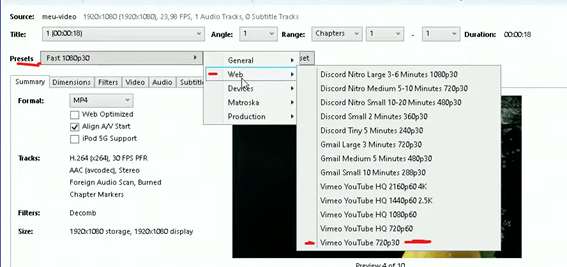 Source: meu-video 1920x1080 (1920x1080), 23,98 FPS, 1 Audio Tracks, 0 Subtitle Tracks
Title: 1 (00:00:18) Angle: 1 Range: Chapters 1 - 1 Duration: 00:00:18
Presets Fast 1080p30 set
General
Web
Devices
Matroska
Production
Discord Nitro Large 3-6 Minutes 1080p30
Discord Nitro Medium 5-10 Minutes 720p30
Discord Nitro Small 10-20 Minutes 480p30
Discord Small 2 Minutes 360p30
Discord Tiny 5 Minutes 240p30
Gmail Large 3 Minutes 720p30
Gmail Medium 5 Minutes 480p30
Gmail Small 10 Minutes 288p30
Vimeo YouTube HQ 2160p60 4K
Vimeo YouTube HQ 1440p60 2.5K
Vimeo YouTube HQ 1080p60
Vimeo YouTube HQ 720p60
Vimeo YouTube 720p30
Summary Dimensions Filters Video Audio Subtitl
Format: MP4
Web Optimized
Align A/V Start
iPod 5G Support
Tracks: H.264 (x264), 30 FPS PFR
AAC (avcodec), Stereo
Foreign Audio Scan, Burned
Chapter Markers
Filters: Decomb
Size: 1920x1080 storage, 1920x1080 display
Preview 4 of 10